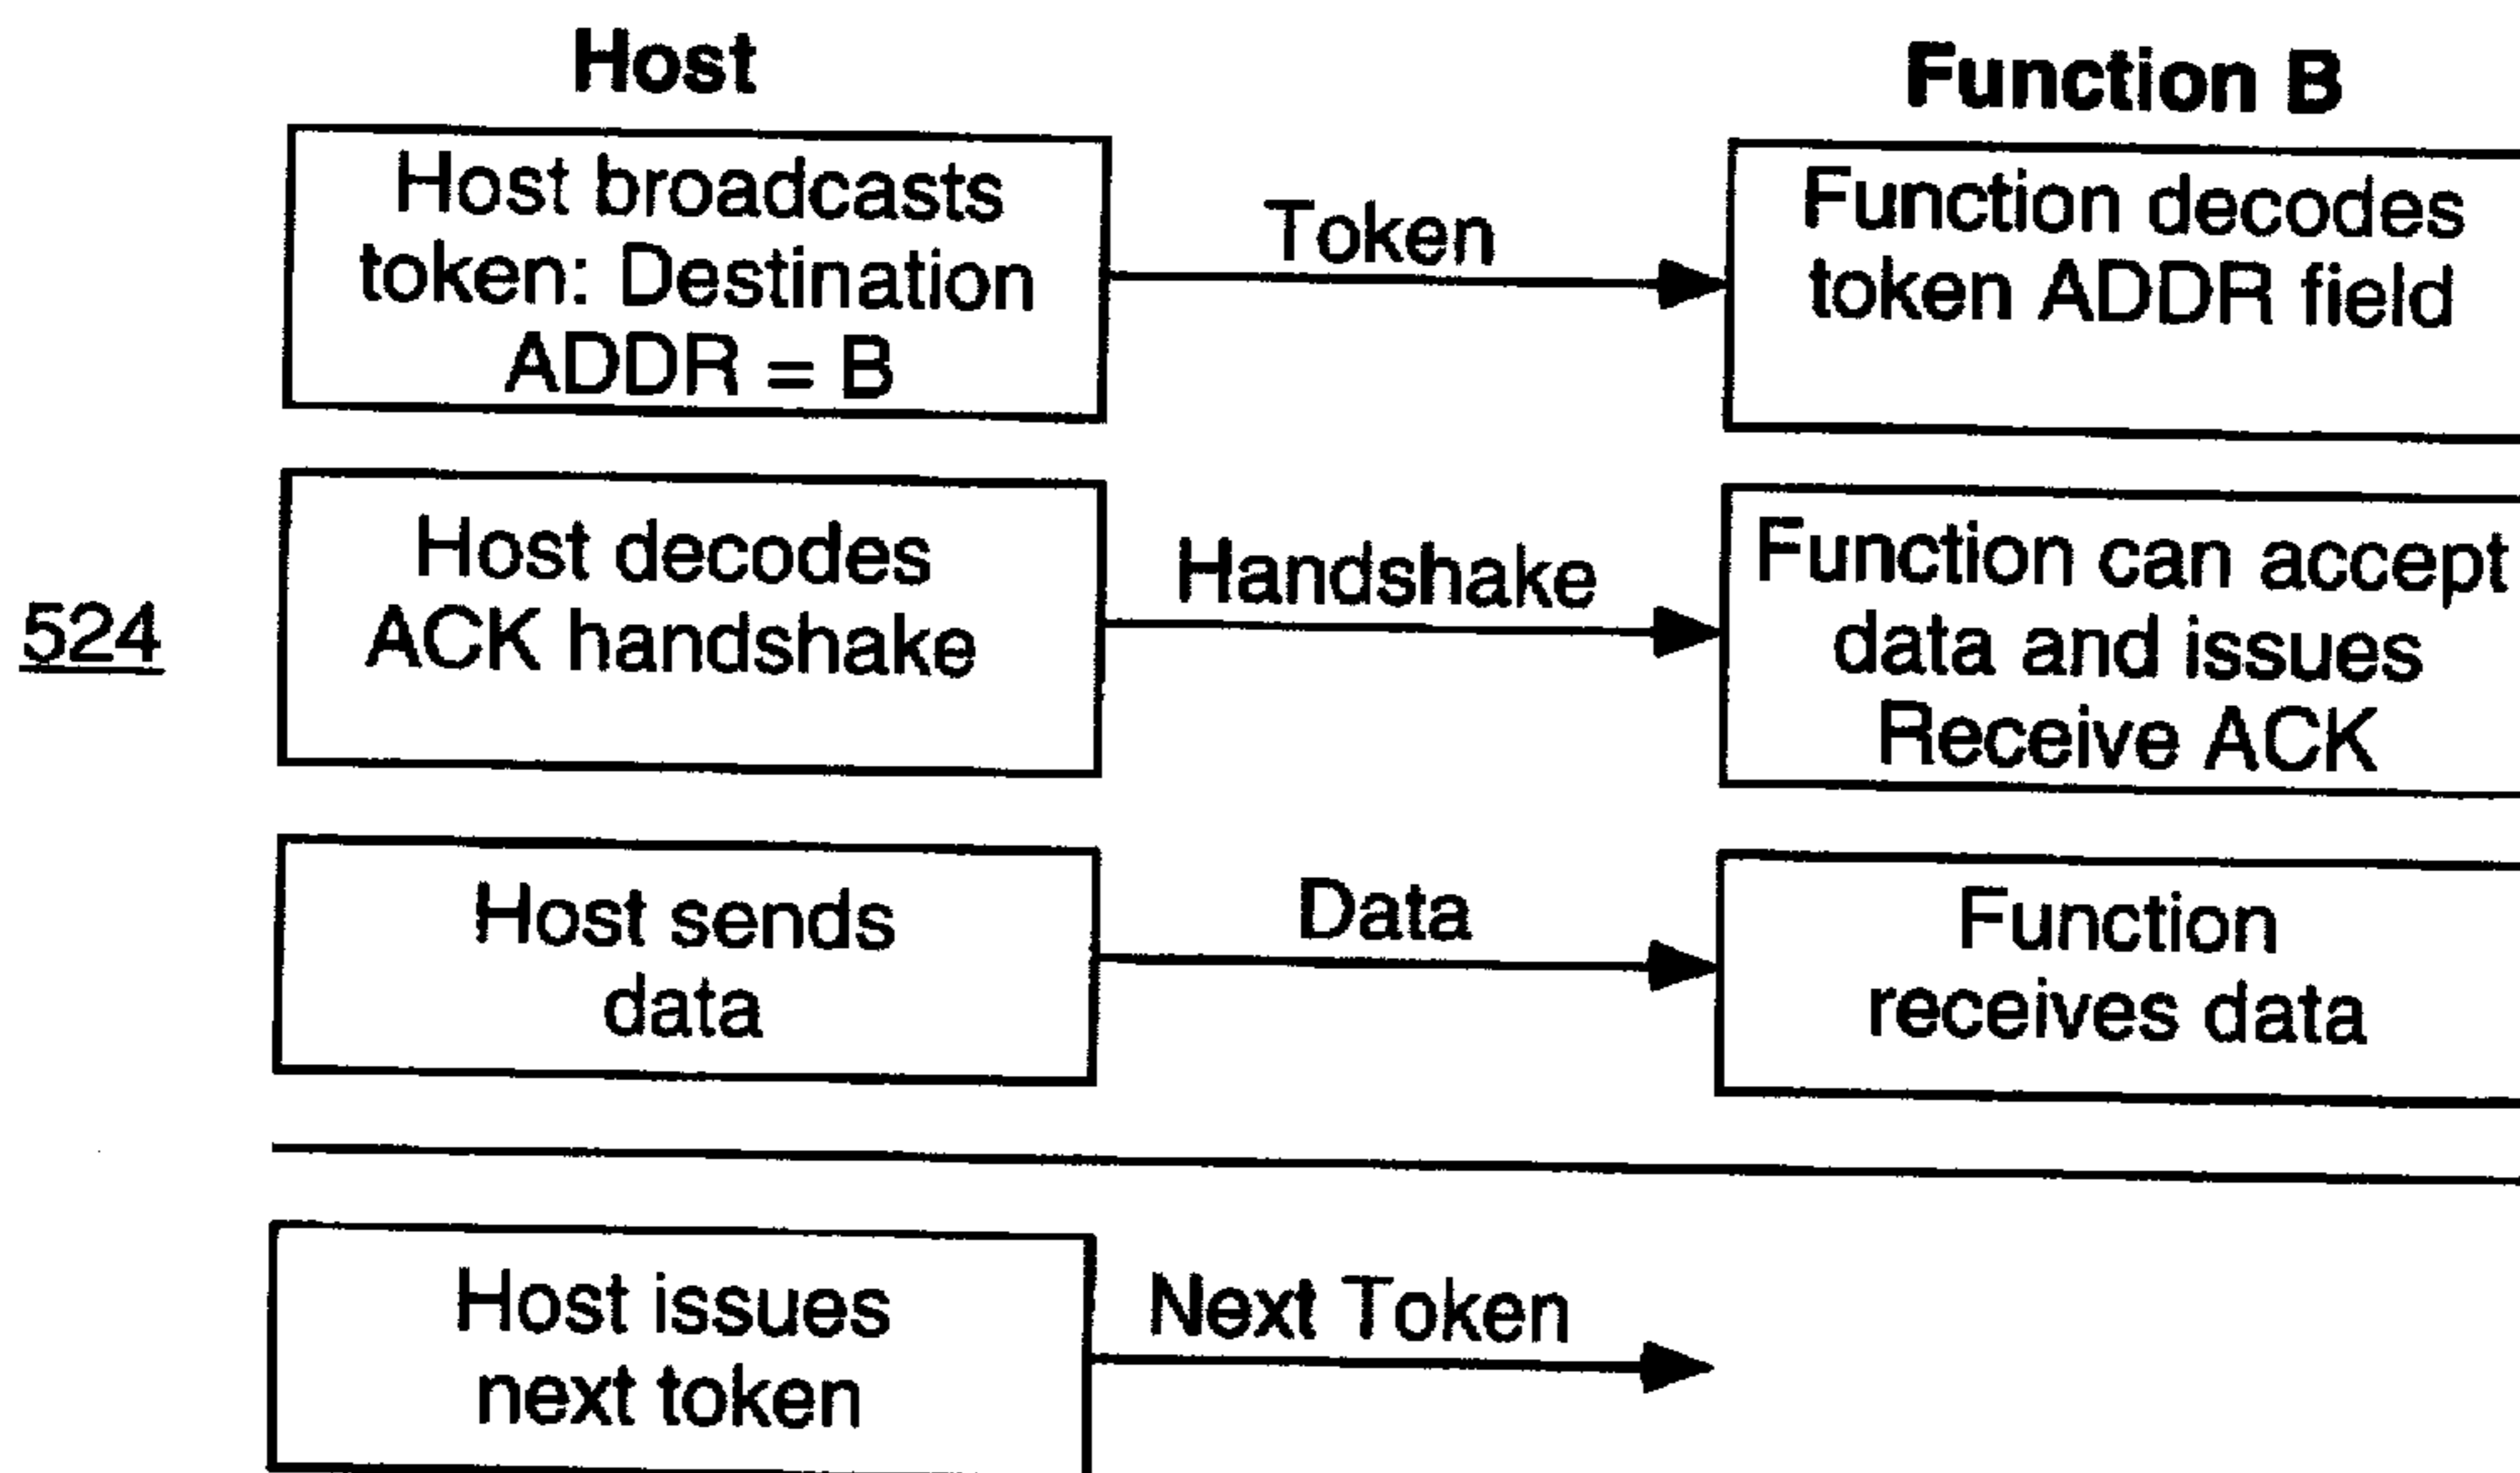 Host
Function B
Host broadcasts
token: Destination
ADDR = B
Token
Function decodes
token ADDR field
524
Host decodes
ACK handshake
Handshake
Function can accept
data and issues
Receive ACK
Host sends
data
Data
Function
receives data
Host issues
next token
Next Token